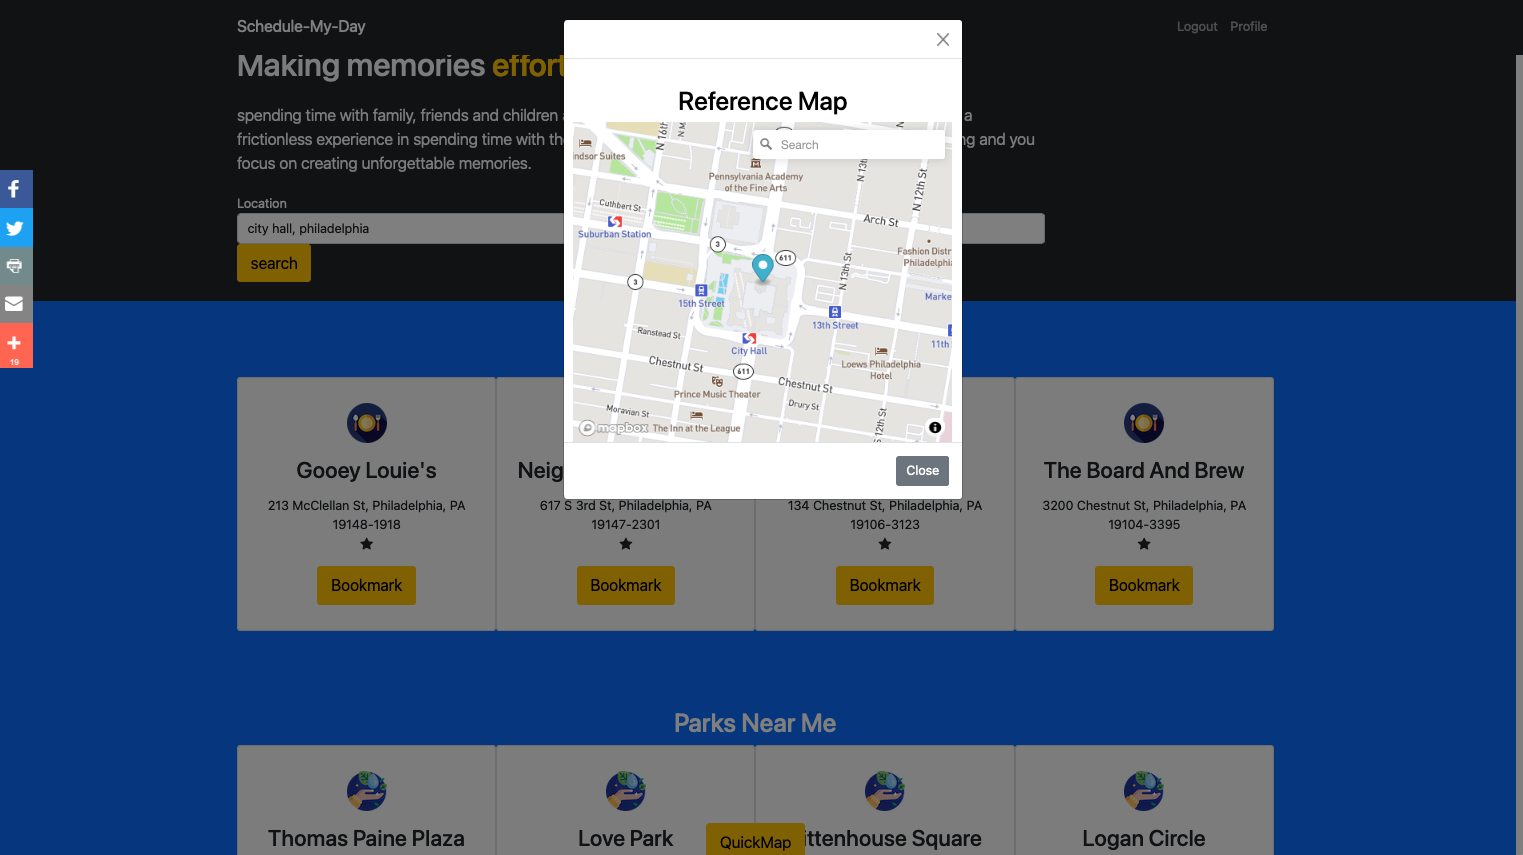 Schedule-My-Day
Logout Profile
Making memories effort
spending time with family, friends and children a
a
frictionless experience in spending time with the
ng and you
focus on creating unforgettable memories.
Location
city hall, philadelphia
search
19
Reference Map
Search
N 16th
N M
ndsor Suites
Pennsylvania Academy
of the Fine Arts
N 13th
N 12th St
Cuthbert St
Arch St
Suburban Station
3
611
Fashion Distr
Philadelphia
N 13th St
3
15th Street
Marke
13th Street
Ranstead St
City Hall
11th
Chestnut St
611
Loews Philadelphia
Hotel
Chestnut St
Prince Music Theater
Drury St
Moravian St
S 12th St
mapbox
The Inn at the League
Close
Gooey Louie's
213 McClellan St, Philadelphia, PA
19148-1918
Bookmark
Neig
617 S 3rd St, Philadelphia, PA
19147-2301
Bookmark
134 Chestnut St, Philadelphia, PA
19106-3123
Bookmark
The Board And Brew
3200 Chestnut St, Philadelphia, PA
19104-3395
Bookmark
Parks Near Me
Thomas Paine Plaza
Love Park
ittenhouse Square
Logan Circle
QuickMap